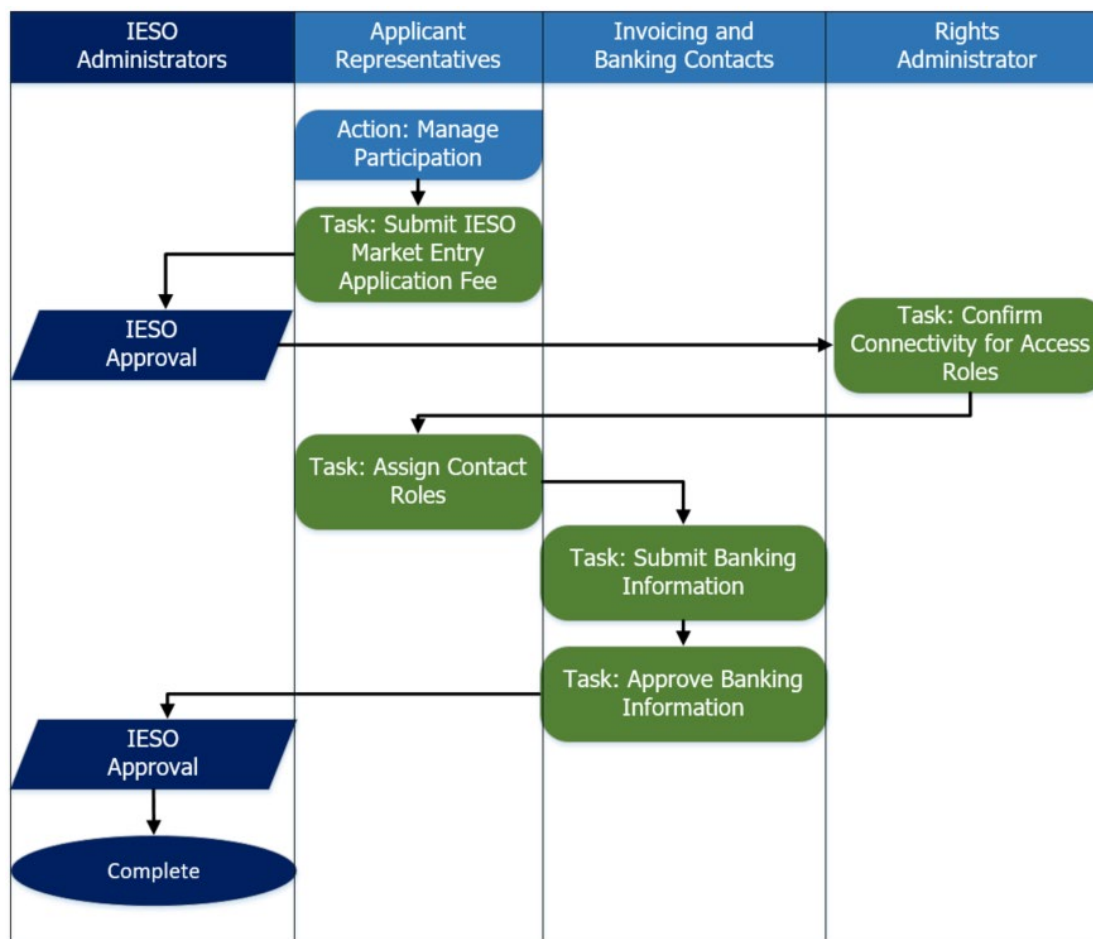 IESO
Administrators
Applicant
Representatives
Invoicing and
Banking Contacts
Rights
Administrator
Action: Manage
Participation
Task: Submit IESO
Market Entry
Application Fee
IESO
Approval
Task: Confirm
Connectivity for Access
Roles
Task: Assign Contact
Roles
Task: Submit Banking
Information
Task: Approve Banking
Information
IESO
Approval
Complete